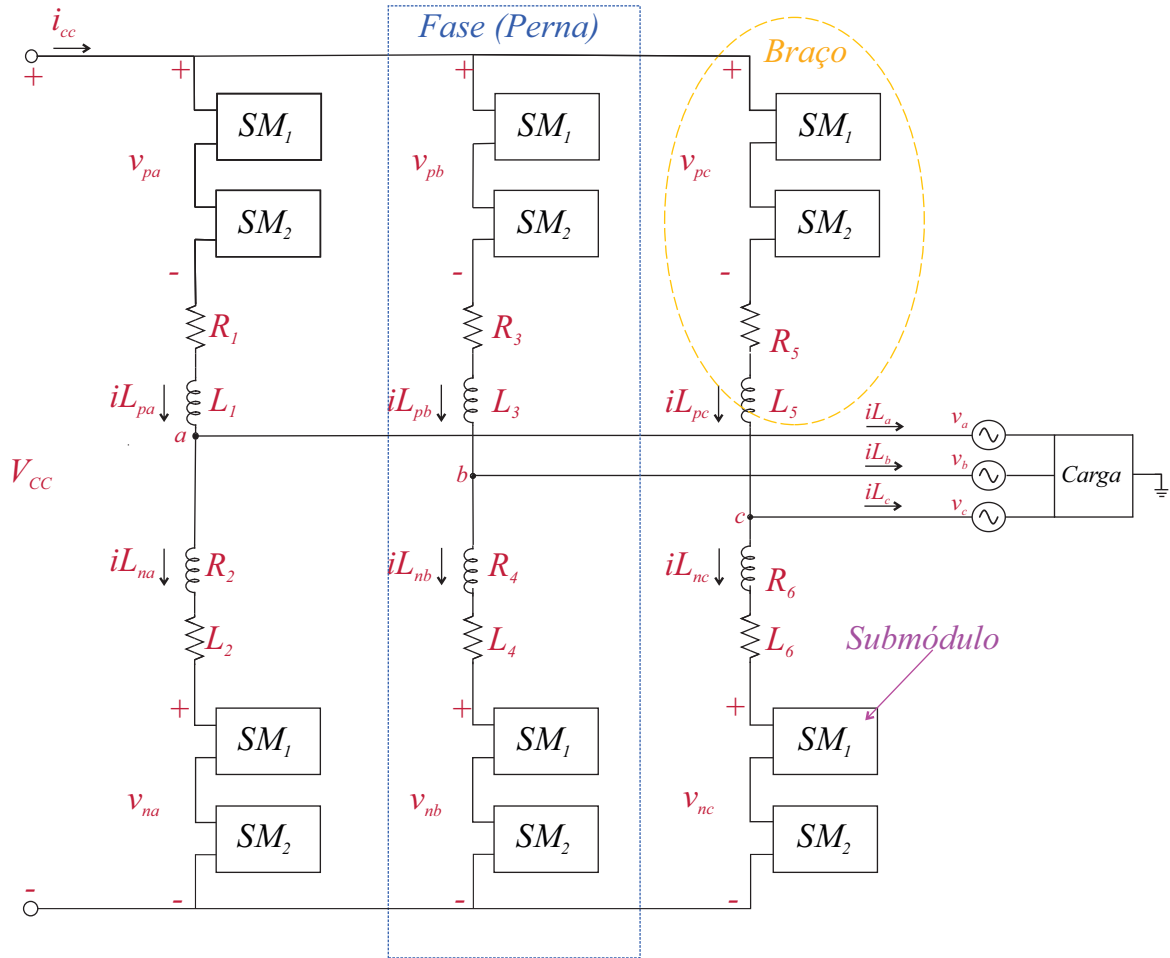 i_cc
Fase (Perna)
Braço
+
+
+
+
SM_1
SM_1
SM_1
v_pa
v_pb
v_pc
SM_2
SM_2
SM_2
-
-
-
R_1
R_3
R_5
iL_pa
L_1
iL_pb
L_3
iL_pc
L_5
a
iL_a
v_a
V_CC
b
iL_b
v_b
Carga
c
iL_c
v_c
iL_na
R_2
iL_nb
R_4
iL_nc
R_6
L_2
L_4
L_6
Submódulo
+
+
+
SM_1
SM_1
SM_1
v_na
v_nb
v_nc
SM_2
SM_2
SM_2
-
-
-
-